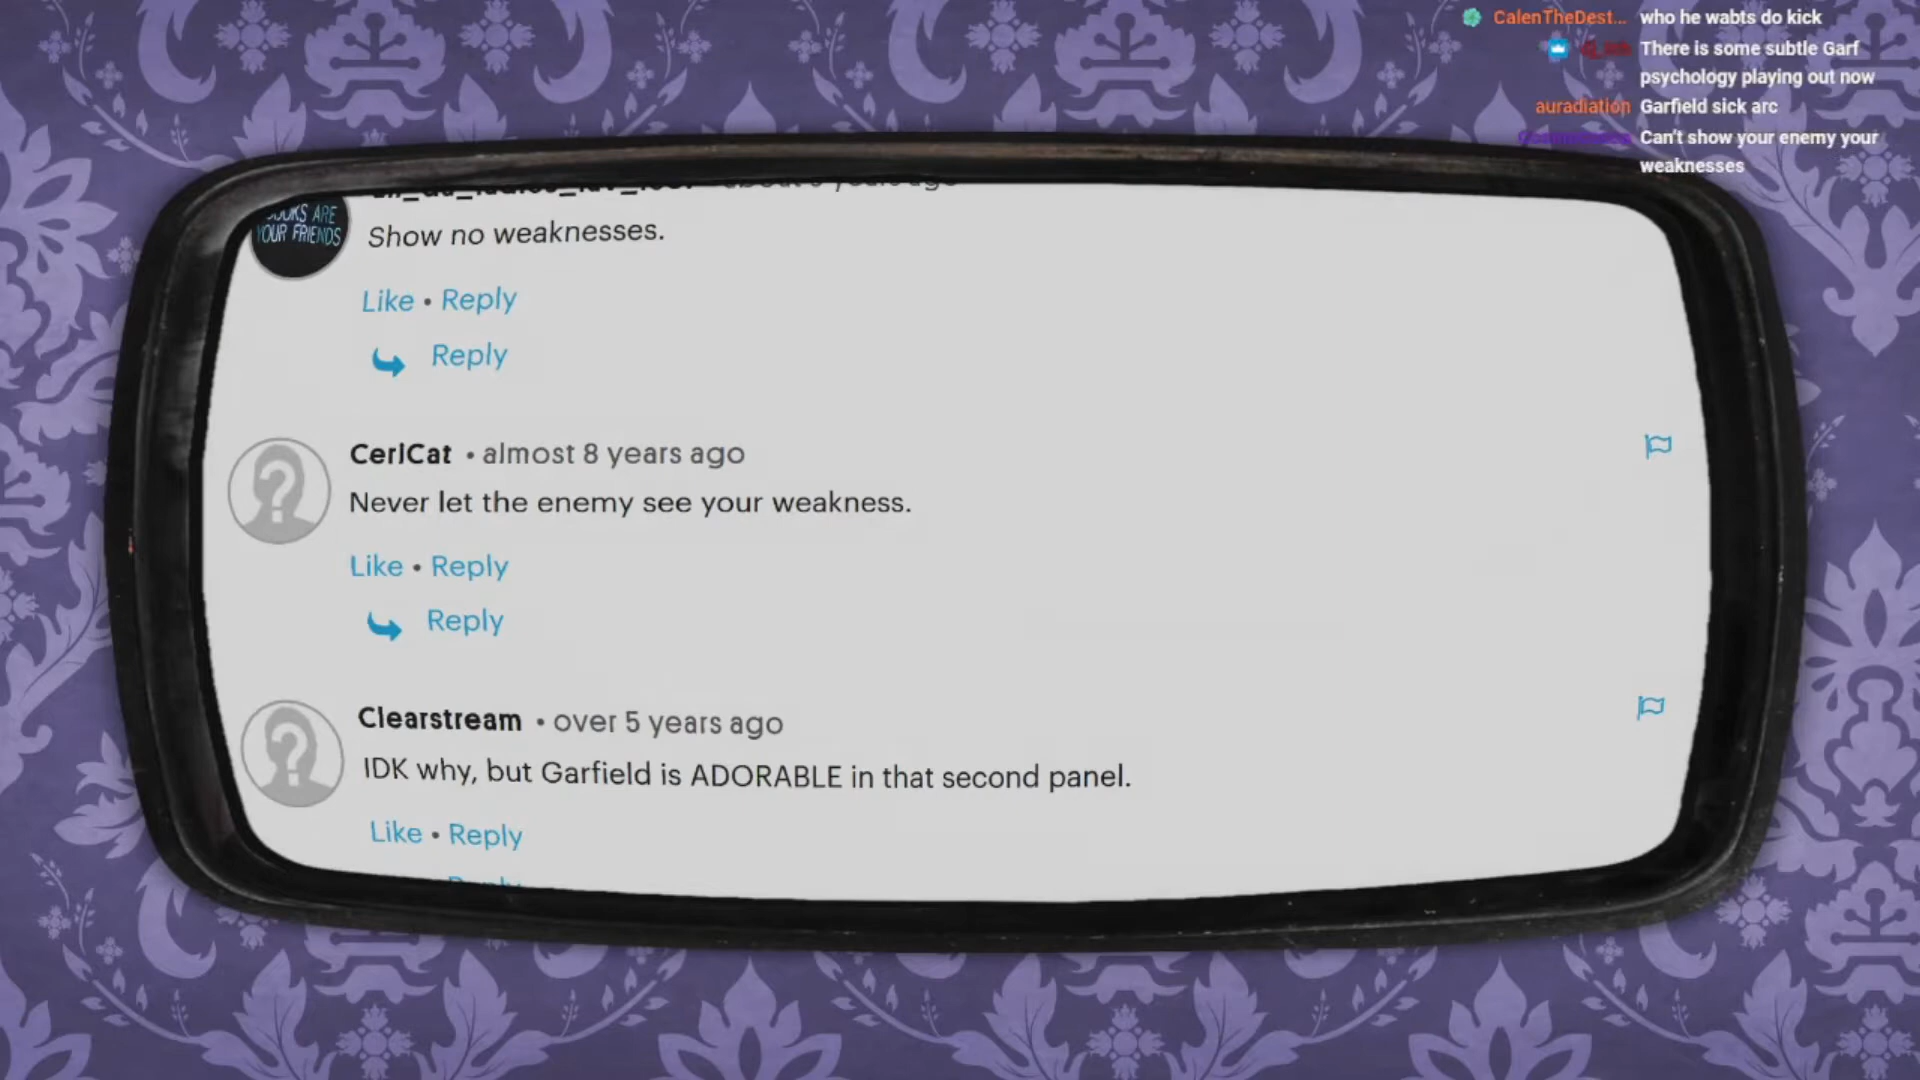 CalenTheDest... who he wabts do kick
There is some subtle Garf
psychology playing out now
auradiation Garfield sick arc
Can't show your enemy your
weaknesses
YOUR FRIENDS
Show no weaknesses.
Like • Reply
Reply
CerlCat • almost 8 years ago
Never let the enemy see your weakness.
Like • Reply
Reply
Clearstream • over 5 years ago
IDK why, but Garfield is ADORABLE in that second panel.
Like • Reply